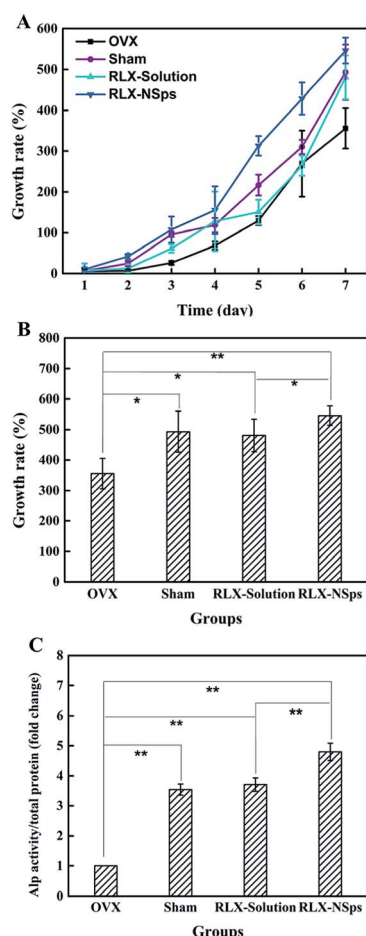 A
OVX
Sham
RLX-Solution
RLX-NSps
Growth rate (%)
600
500
400
300
200
100
0
1 2 3 4 5 6 7
Time (day)
B
Growth rate (%)
800
700
600
500
400
300
200
100
0
**
*
*
*
OVX Sham RLX-Solution RLX-NSps
Groups
C
Alp activity/total protein (fold change)
8
7
6
5
4
3
2
1
0
**
**
**
**
OVX Sham RLX-Solution RLX-NSps
Groups